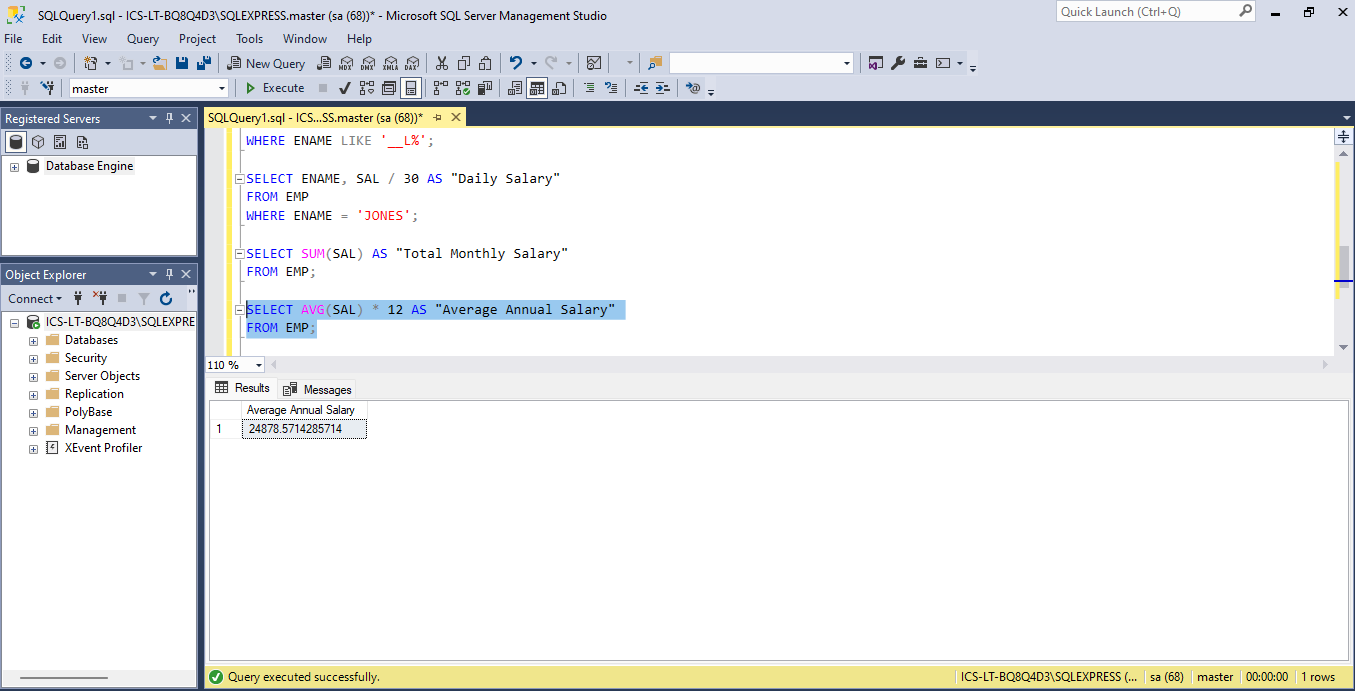 SQLQuery1.sql - ICS-LT-BQ8Q4D3\SQLEXPRESS.master (sa (68))* - Microsoft SQL Server Management Studio
Quick Launch (Ctrl+Q)
File Edit View Query Project Tools Window Help
New Query MDX DMX XMLA DAX
master Execute
Registered Servers
Database Engine
Object Explorer
Connect
ICS-LT-BQ8Q4D3\SQLEXPRE
Databases
Security
Server Objects
Replication
PolyBase
Management
XEvent Profiler
SQLQuery1.sql - ICS...SS.master (sa (68))*
WHERE ENAME LIKE '__L%';
SELECT ENAME, SAL / 30 AS "Daily Salary"
FROM EMP
WHERE ENAME = 'JONES';
SELECT SUM(SAL) AS "Total Monthly Salary"
FROM EMP;
SELECT AVG(SAL) * 12 AS "Average Annual Salary"
FROM EMP;
110 %
Results Messages
Average Annual Salary
1 24878.5714285714
Query executed successfully.
ICS-LT-BQ8Q4D3\SQLEXPRESS (... sa (68) master 00:00:00 1 rows